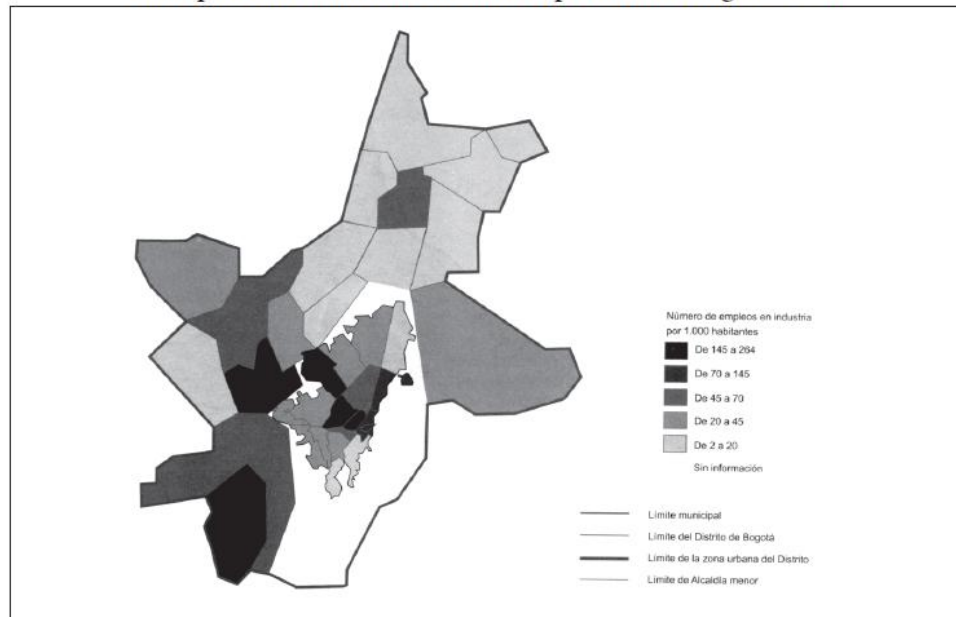 Número de empleos en industria
por 1.000 habitantes
De 145 a 264
De 70 a 145
De 45 a 70
De 20 a 45
De 2 a 20
Sin información
Límite municipal
Límite del Distrito de Bogotá
Límite de la zona urbana del Distrito
Límite de Alcaldía menor